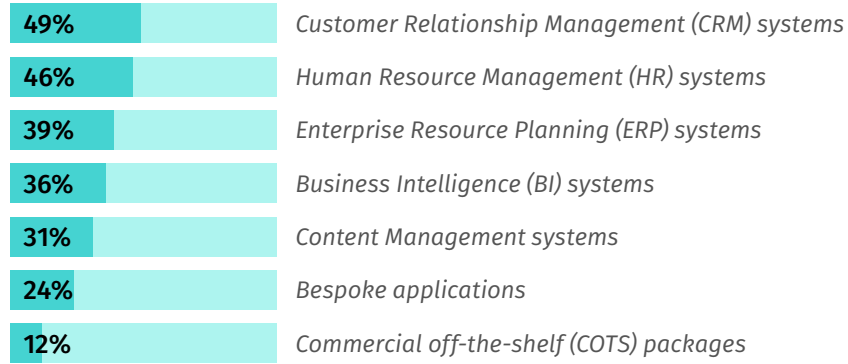 49% Customer Relationship Management (CRM) systems
46% Human Resource Management (HR) systems
39% Enterprise Resource Planning (ERP) systems
36% Business Intelligence (BI) systems
31% Content Management systems
24% Bespoke applications
12% Commercial off-the-shelf (COTS) packages